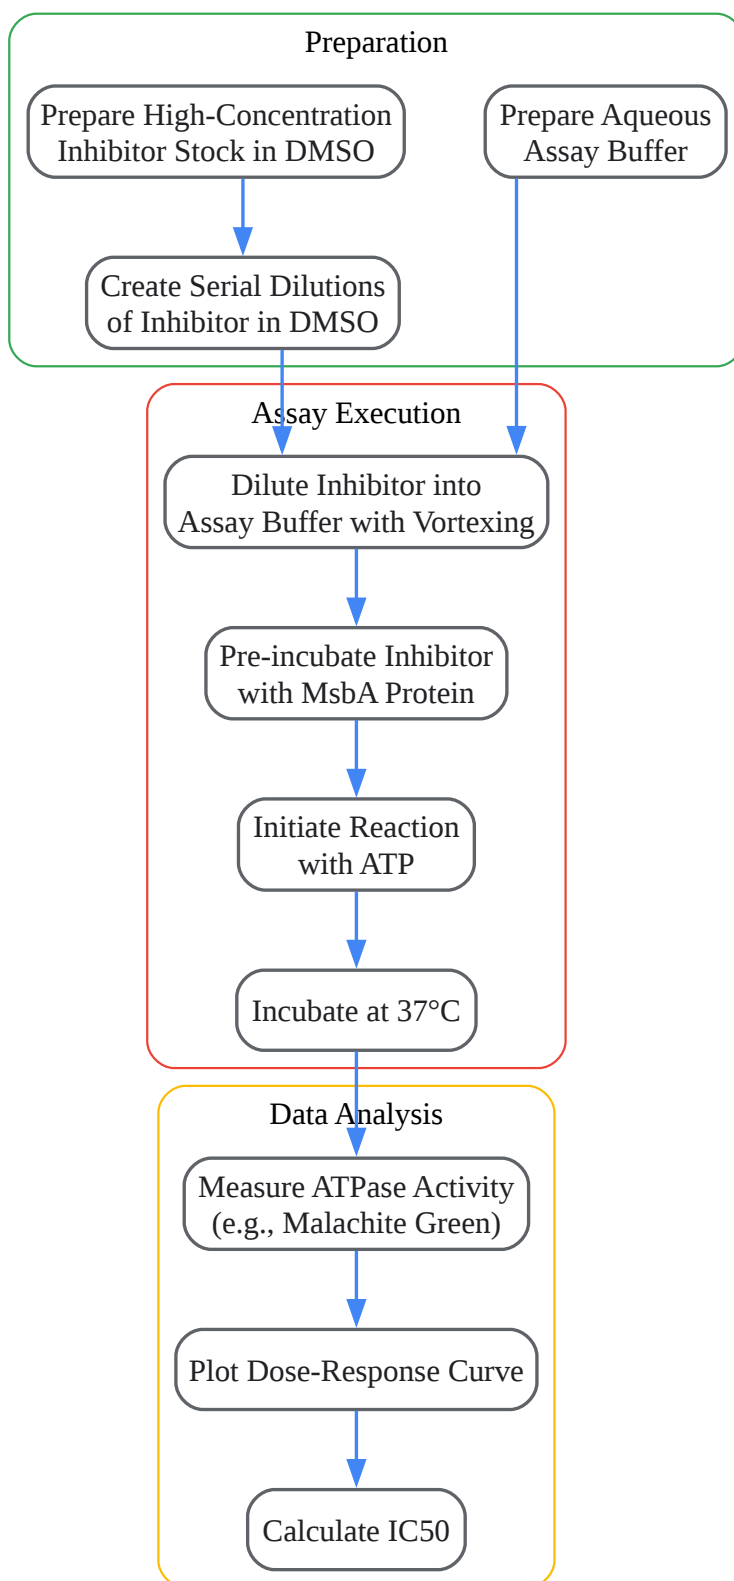 Preparation
Prepare High-Concentration
Inhibitor Stock in DMSO
Prepare Aqueous
Assay Buffer
Create Serial Dilutions
of Inhibitor in DMSO
Assay Execution
Dilute Inhibitor into
Assay Buffer with Vortexing
Pre-incubate Inhibitor
with MsbA Protein
Initiate Reaction
with ATP
Incubate at 37°C
Data Analysis
Measure ATPase Activity
(e.g., Malachite Green)
Plot Dose-Response Curve
Calculate IC50